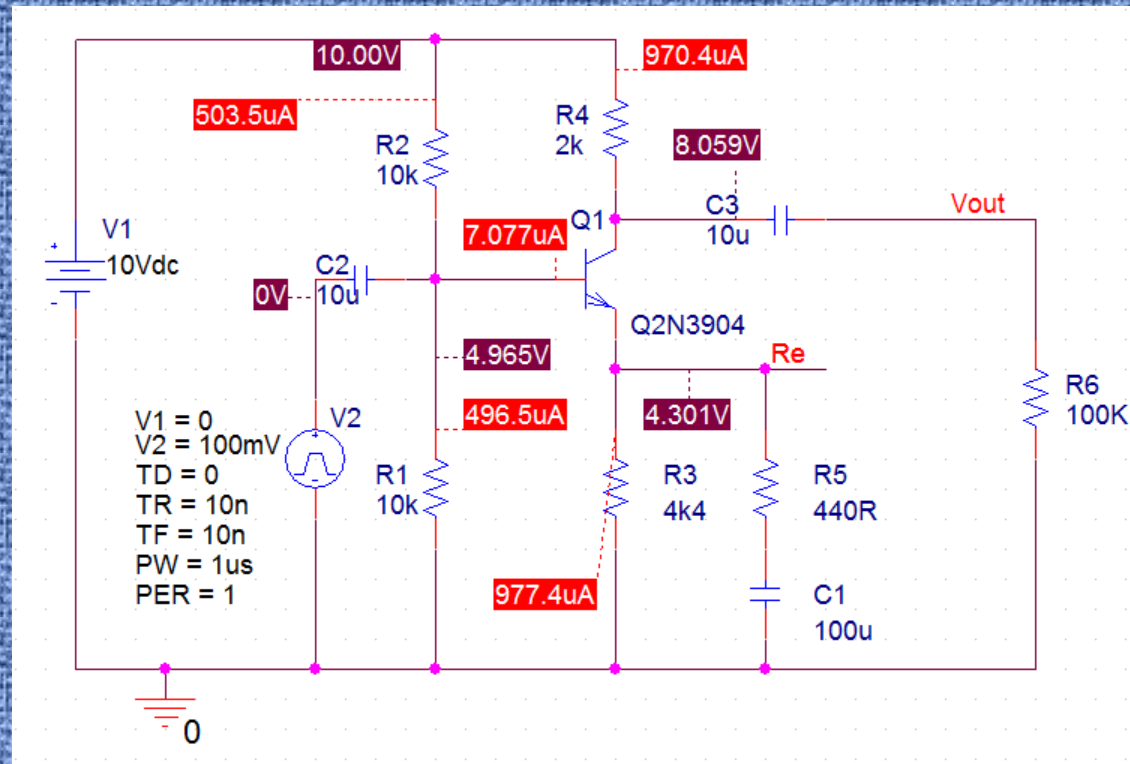 10.00V
970.4uA
503.5uA
R4
2k
R2
10k
8.059V
V1
10Vdc
+
-
7.077uA
Q1
C3
10u
Vout
C2
10u
0V
Q2N3904
4.965V
Re
4.301V
R6
100K
V1 = 0
V2 = 100mV
TD = 0
TR = 10n
TF = 10n
PW = 1us
PER = 1
V2
+
-
496.5uA
R1
10k
R3
4k4
R5
440R
977.4uA
C1
100u
0